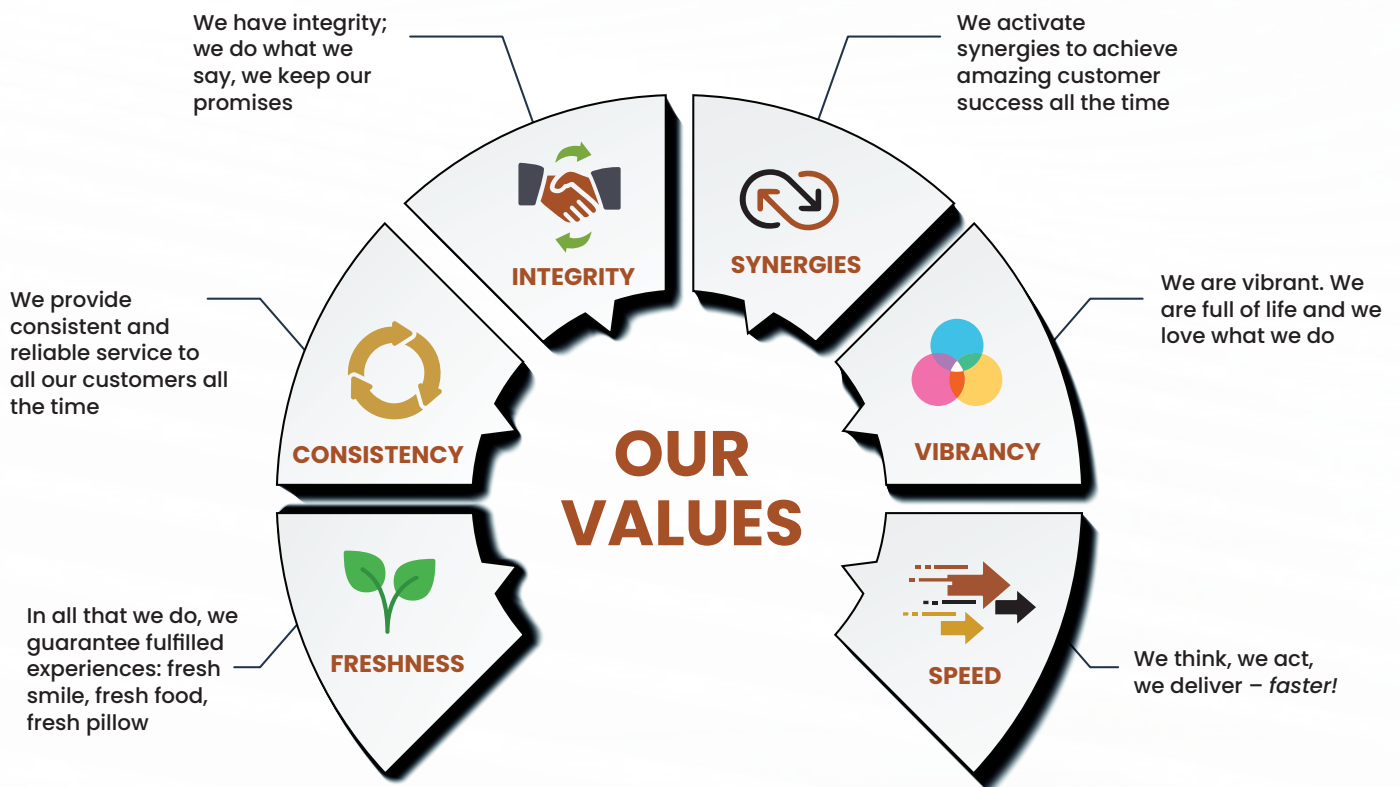 We have integrity;
we do what we
say, we keep our
promises
We activate
synergies to achieve
amazing customer
success all the time
INTEGRITY
SYNERGIES
We provide
consistent and
reliable service to
all our customers all
the time
We are vibrant. We
are full of life and we
love what we do
CONSISTENCY
VIBRANCY
OUR
VALUES
In all that we do, we
guarantee fulfilled
experiences: fresh
smile, fresh food,
fresh pillow
FRESHNESS
SPEED
We think, we act,
we deliver – faster!